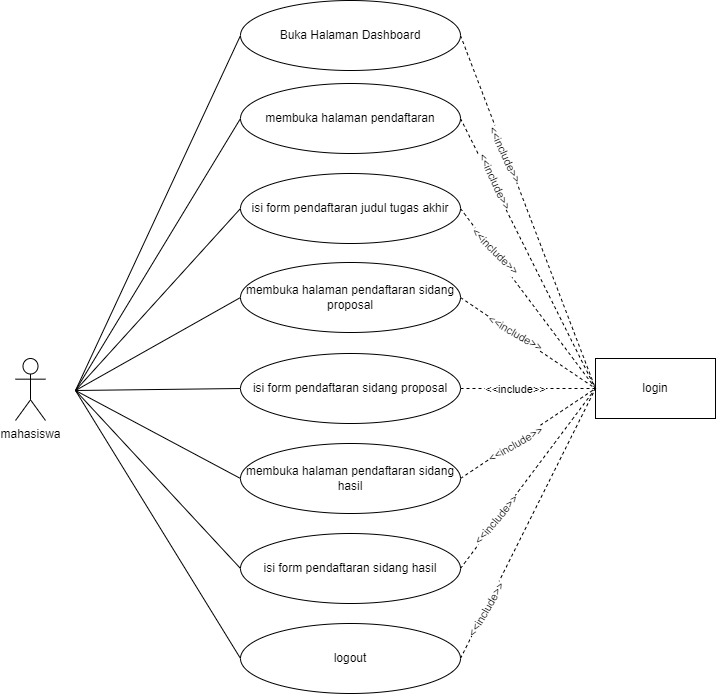 Buka Halaman Dashboard
membuka halaman pendaftaran
<<include>>
<<include>>
isi form pendaftaran judul tugas akhir
<<include>>
membuka halaman pendaftaran sidang
proposal
<<include>>
isi form pendaftaran sidang proposal
<<include>>
login
mahasiswa
membuka halaman pendaftaran sidang
hasil
<<include>>
isi form pendaftaran sidang hasil
<<include>>
logout
<<include>>